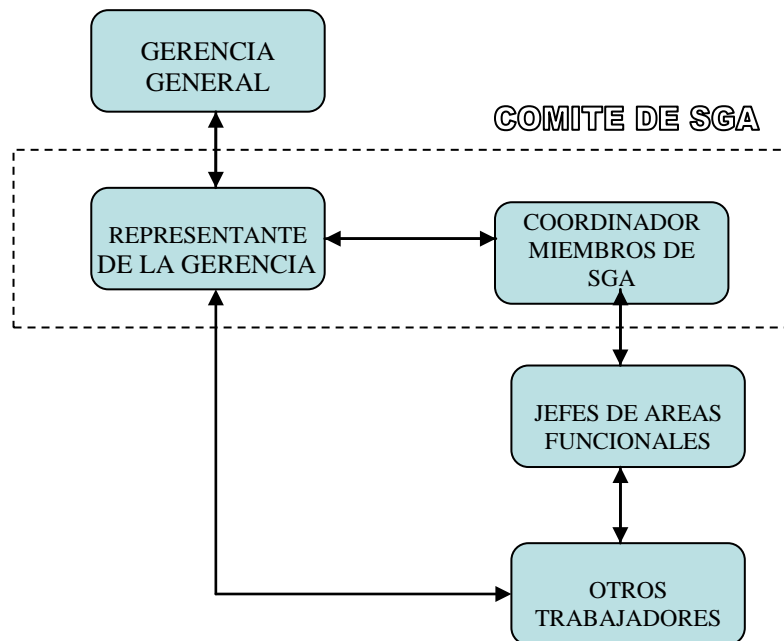 GERENCIA
GENERAL
COMITE DE SGA
REPRESENTANTE
DE LA GERENCIA
COORDINADOR
MIEMBROS DE
SGA
JEFES DE AREAS
FUNCIONALES
OTROS
TRABAJADORES